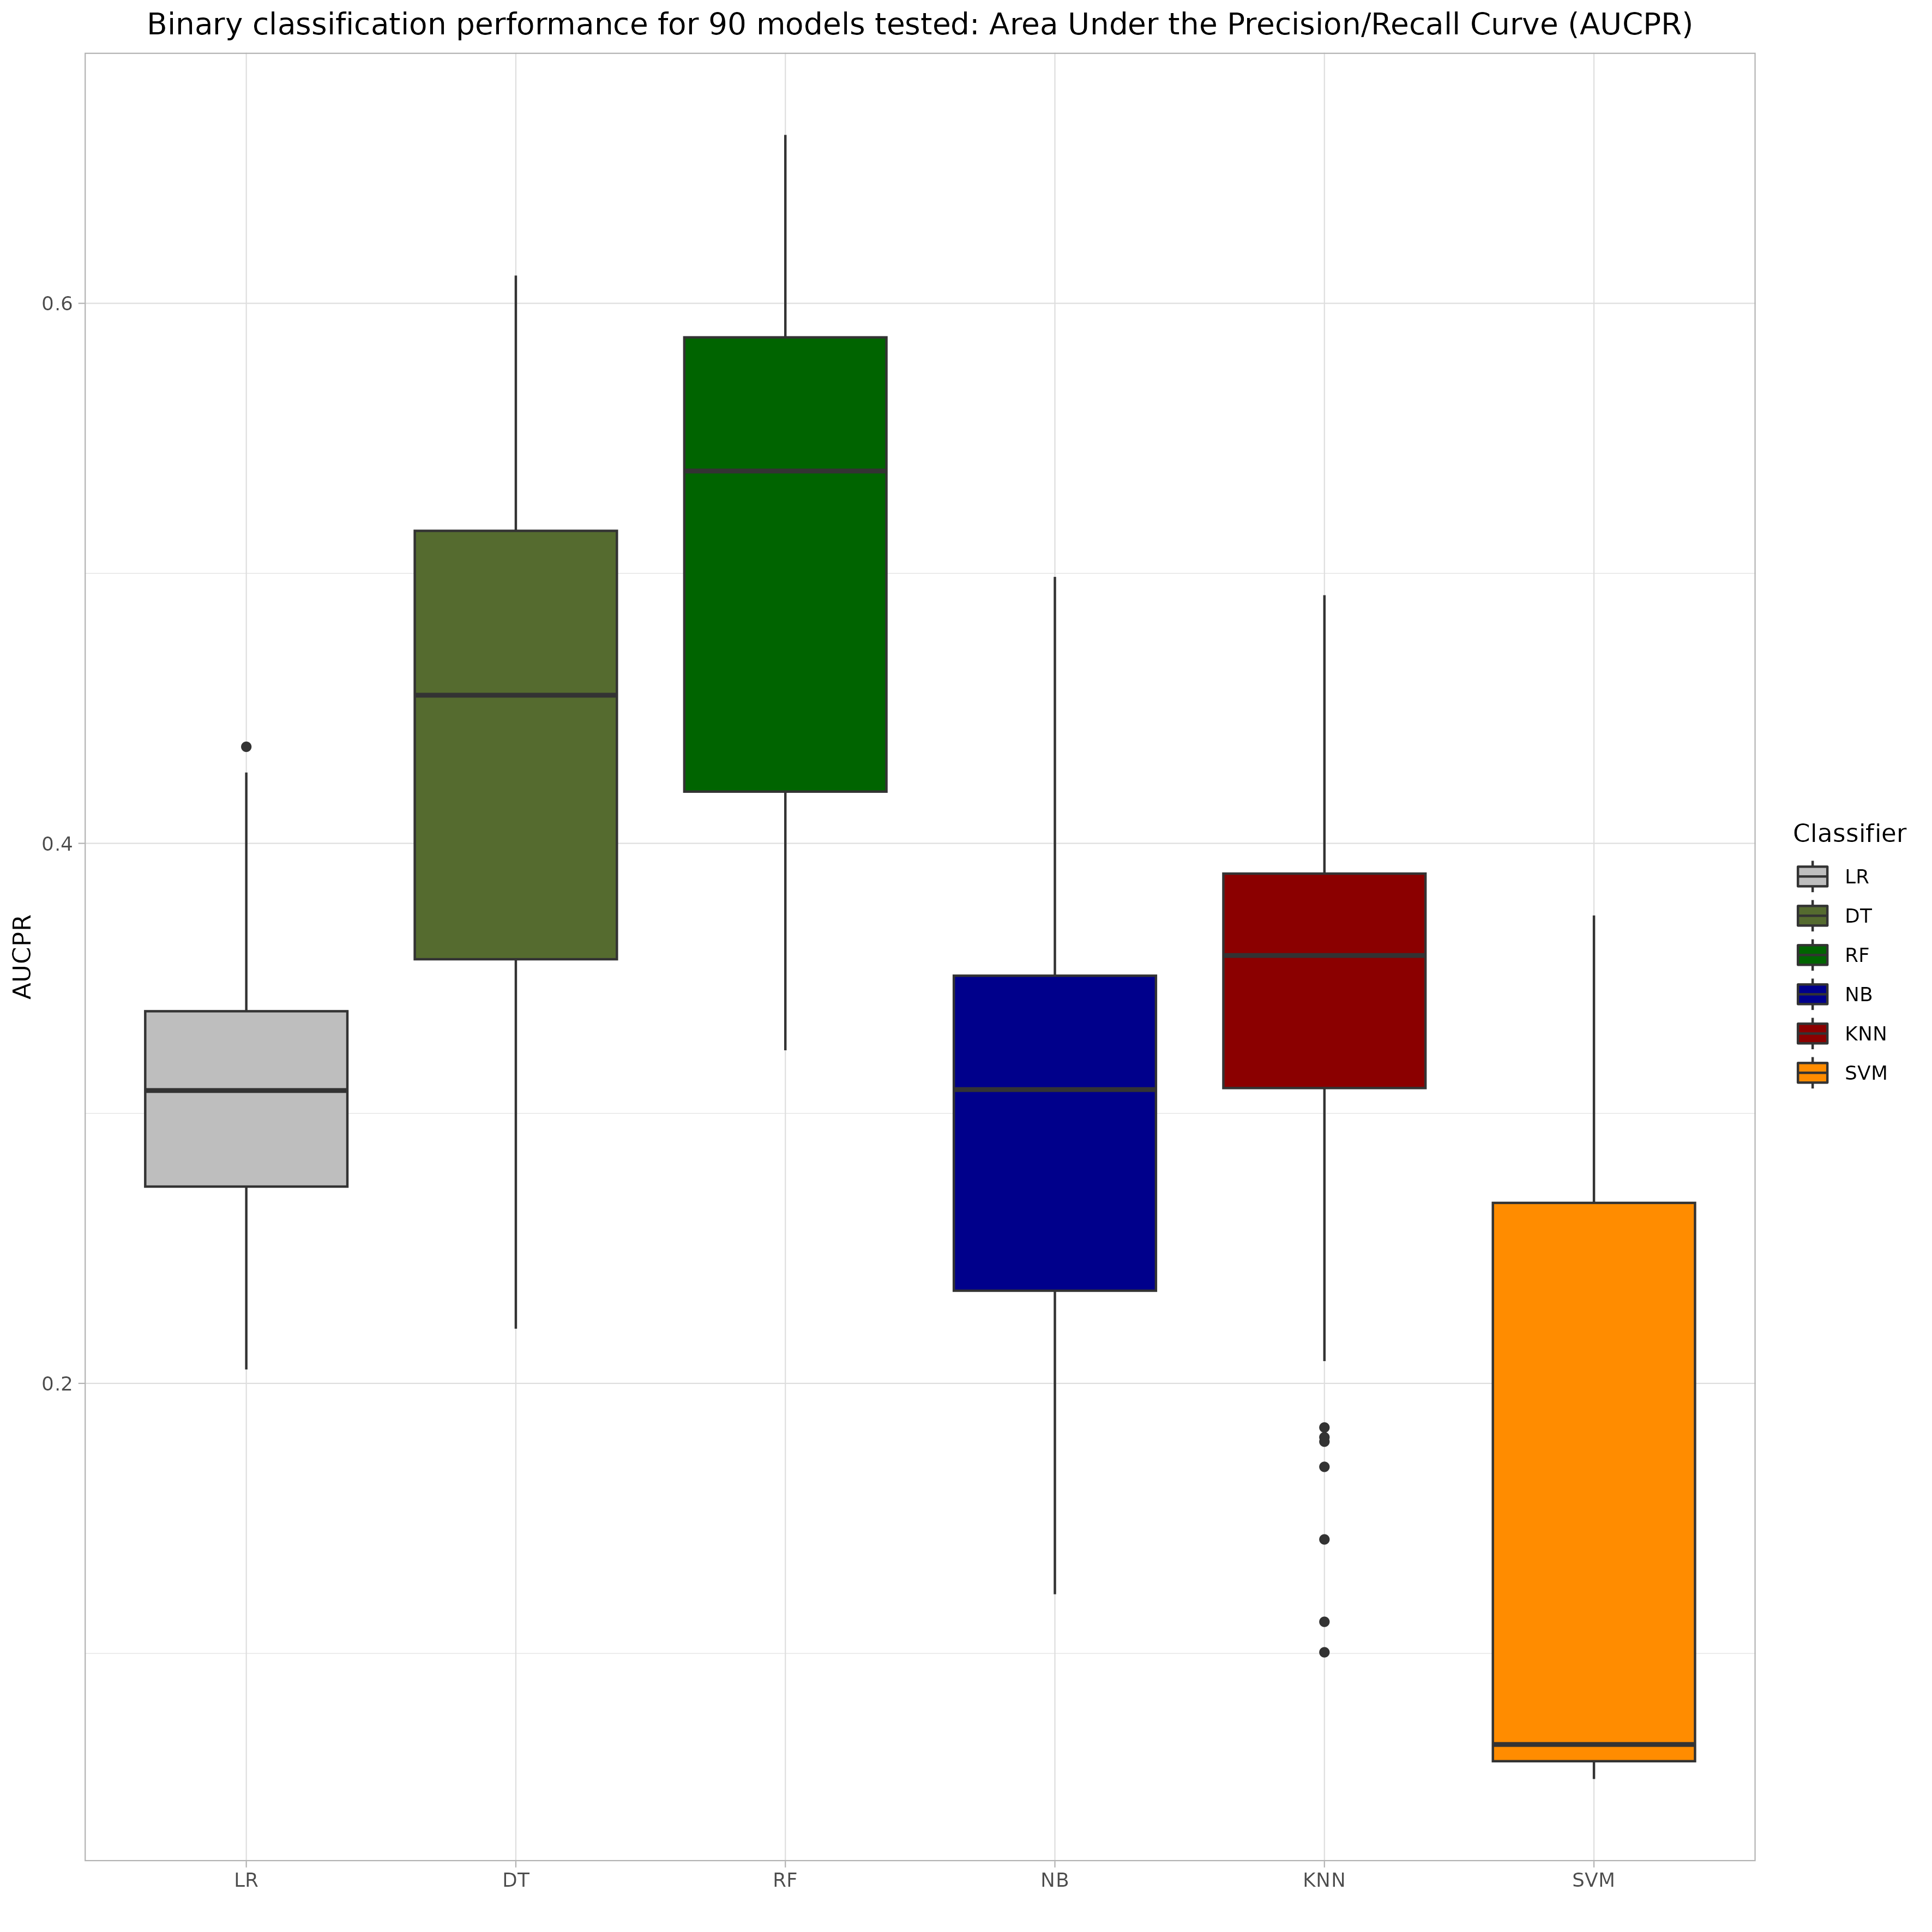 Binary classification performance for 90 models tested: Area Under the Precision/Recall Curve (AUCPR)
0.6
0.4
0.2
AUCPR
LR
DT
RF
NB
KNN
SVM
Classifier
LR
DT
RF
NB
KNN
SVM